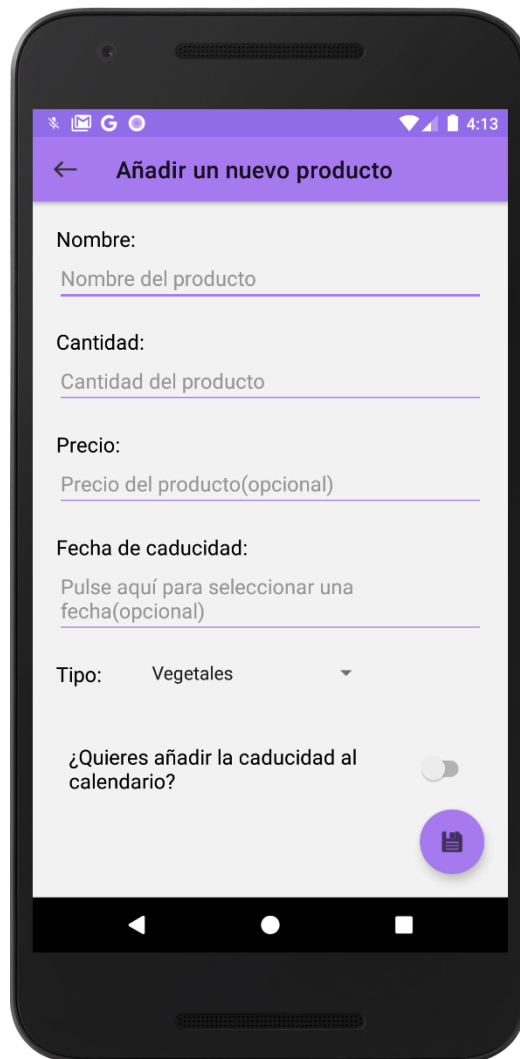 4:13
Añadir un nuevo producto
Nombre:
Nombre del producto
Cantidad:
Cantidad del producto
Precio:
Precio del producto(opcional)
Fecha de caducidad:
Pulse aquí para seleccionar una
fecha(opcional)
Tipo: Vegetales
¿Quieres añadir la caducidad al
calendario?